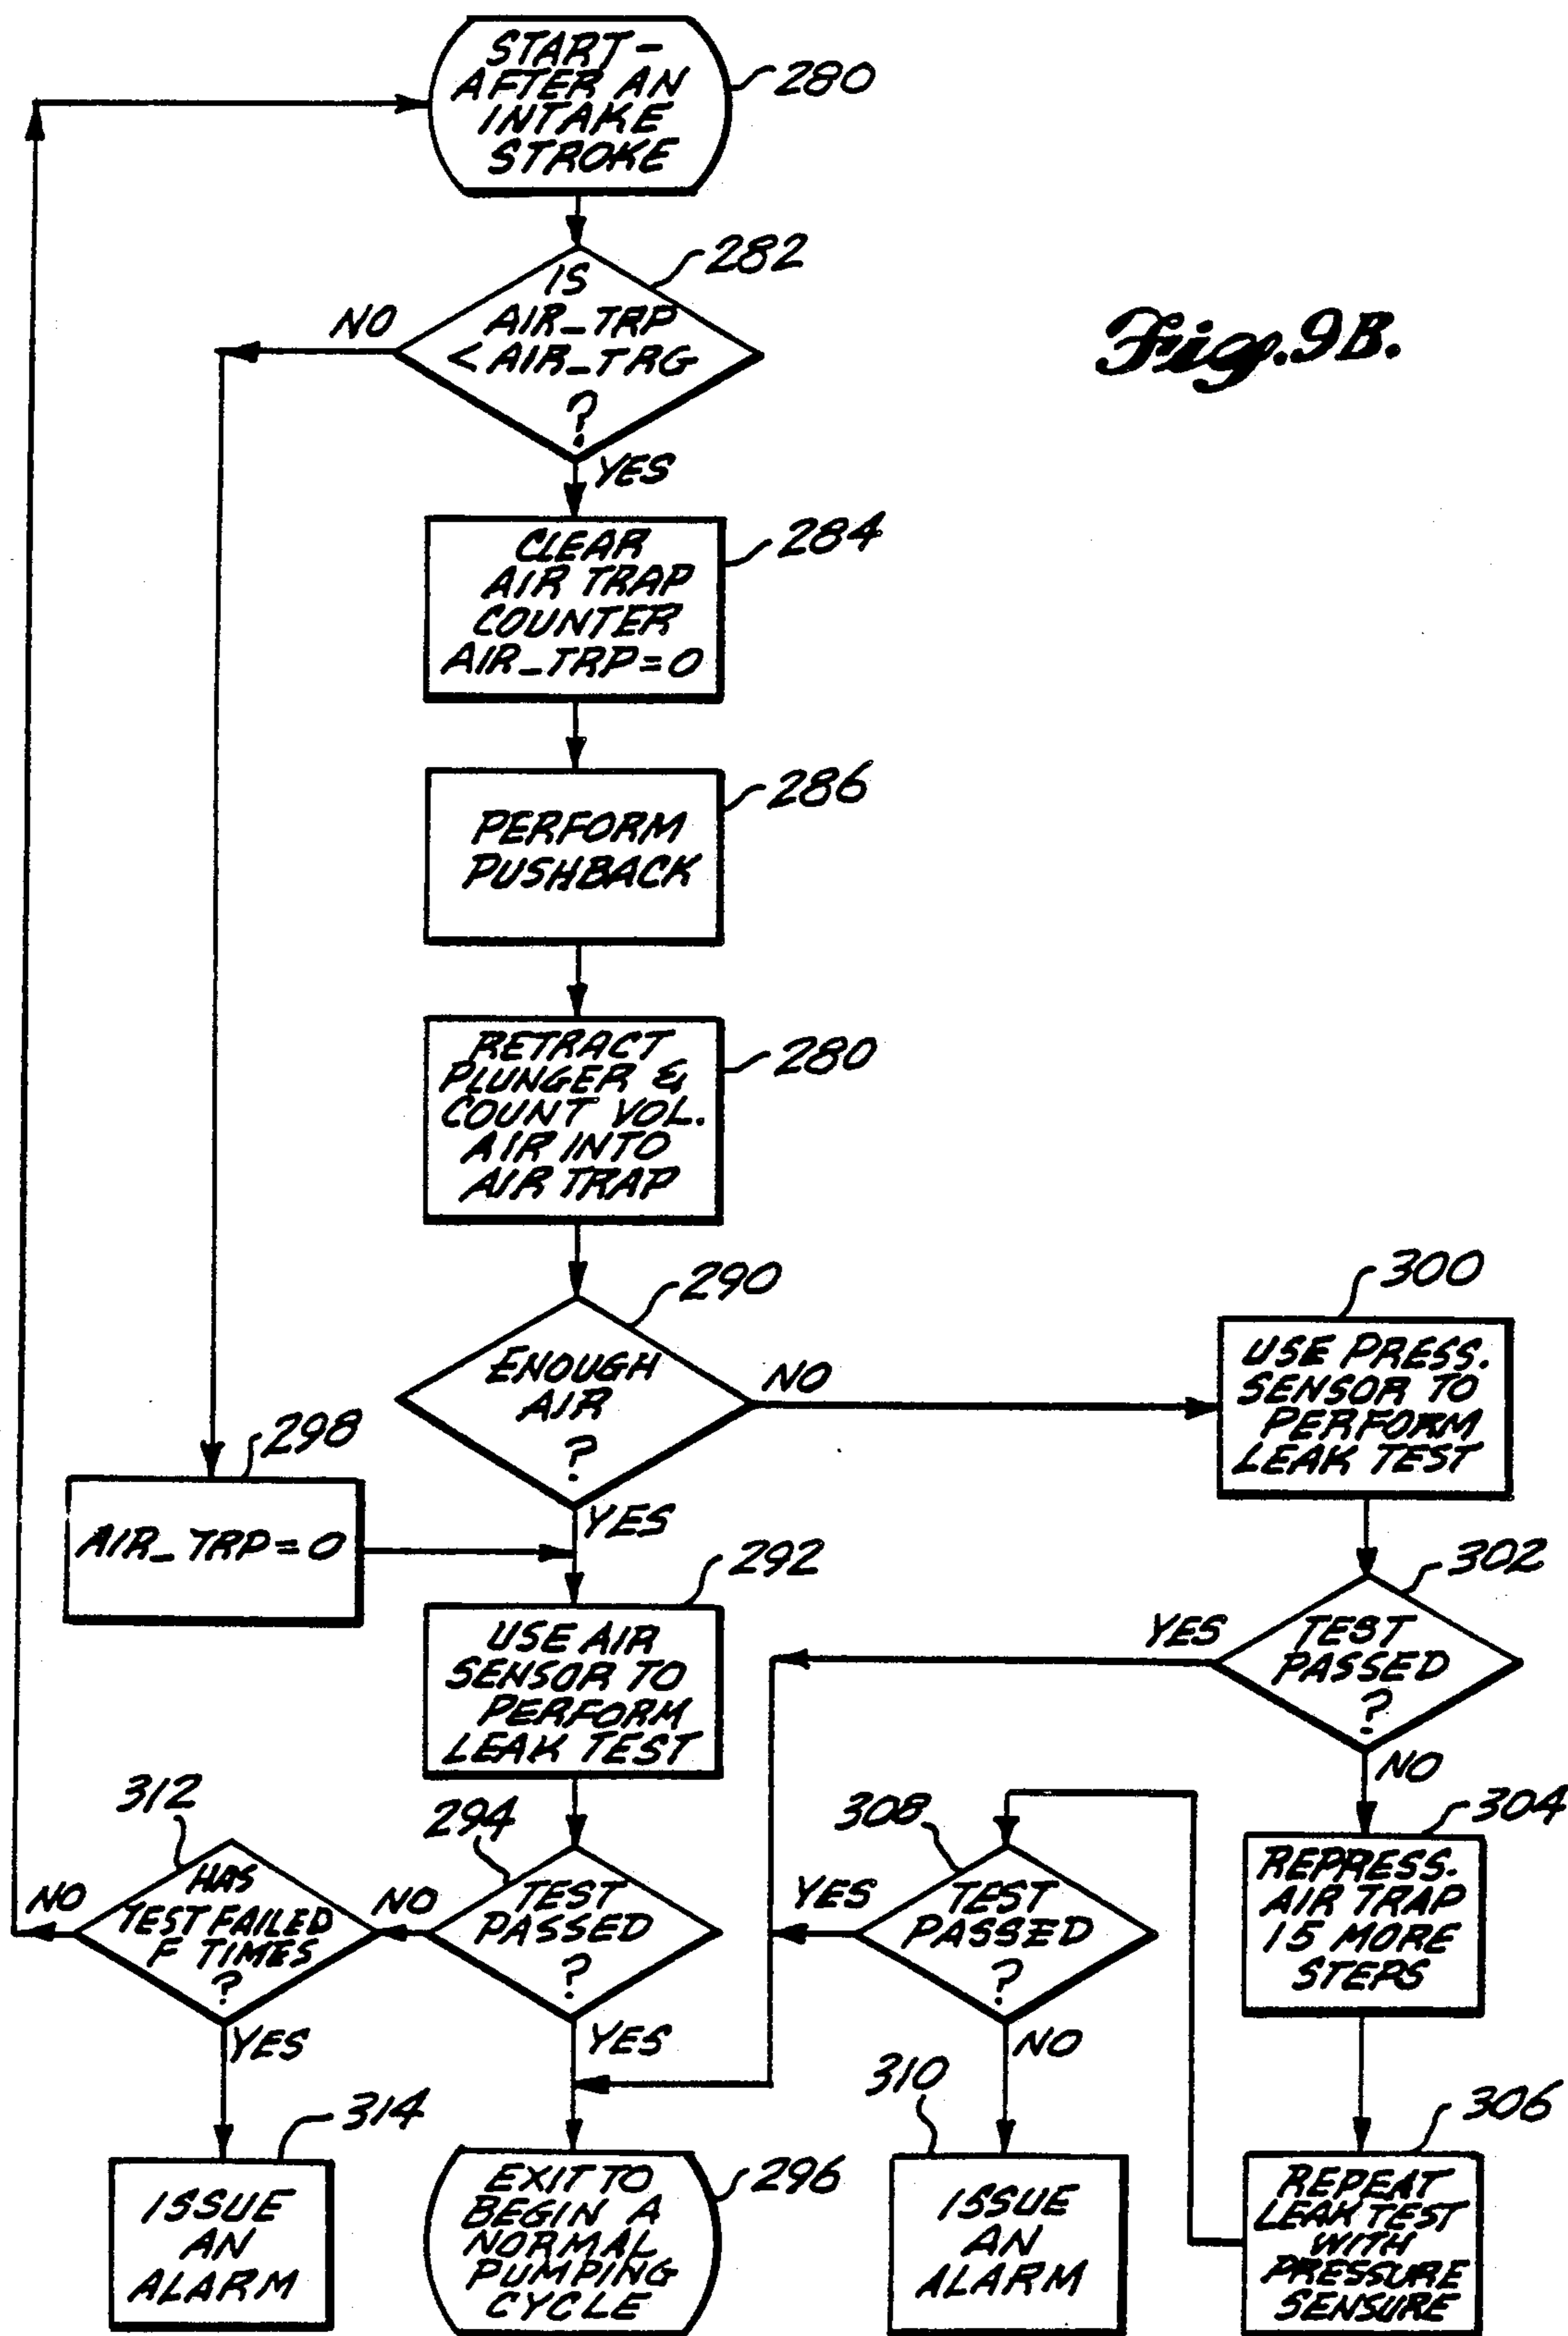 START-
AFTER AN
INTAKE
STROKE
280
IS
AIR_TRP
< AIR_TRG
?
282
NO
YES
Fig. 9B.
CLEAR
AIR TRAP
COUNTER
AIR_TRP=0
284
PERFORM
PUSHBACK
286
RETRACT
PLUNGER &
COUNT VOL.
AIR INTO
AIR TRAP
280
ENOUGH
AIR
?
290
NO
YES
USE PRESS.
SENSOR TO
PERFORM
LEAK TEST
300
AIR_TRP=0
298
USE AIR
SENSOR TO
PERFORM
LEAK TEST
292
TEST
PASSED
?
302
YES
NO
HAS
TEST FAILED
F TIMES
?
312
NO
YES
TEST
PASSED
?
294
NO
YES
TEST
PASSED
?
308
YES
NO
REPRESS.
AIR TRAP
15 MORE
STEPS
304
ISSUE
AN
ALARM
314
EXIT TO
BEGIN A
NORMAL
PUMPING
CYCLE
296
ISSUE
AN
ALARM
310
REPEAT
LEAK TEST
WITH
PRESSURE
SENSURE
306